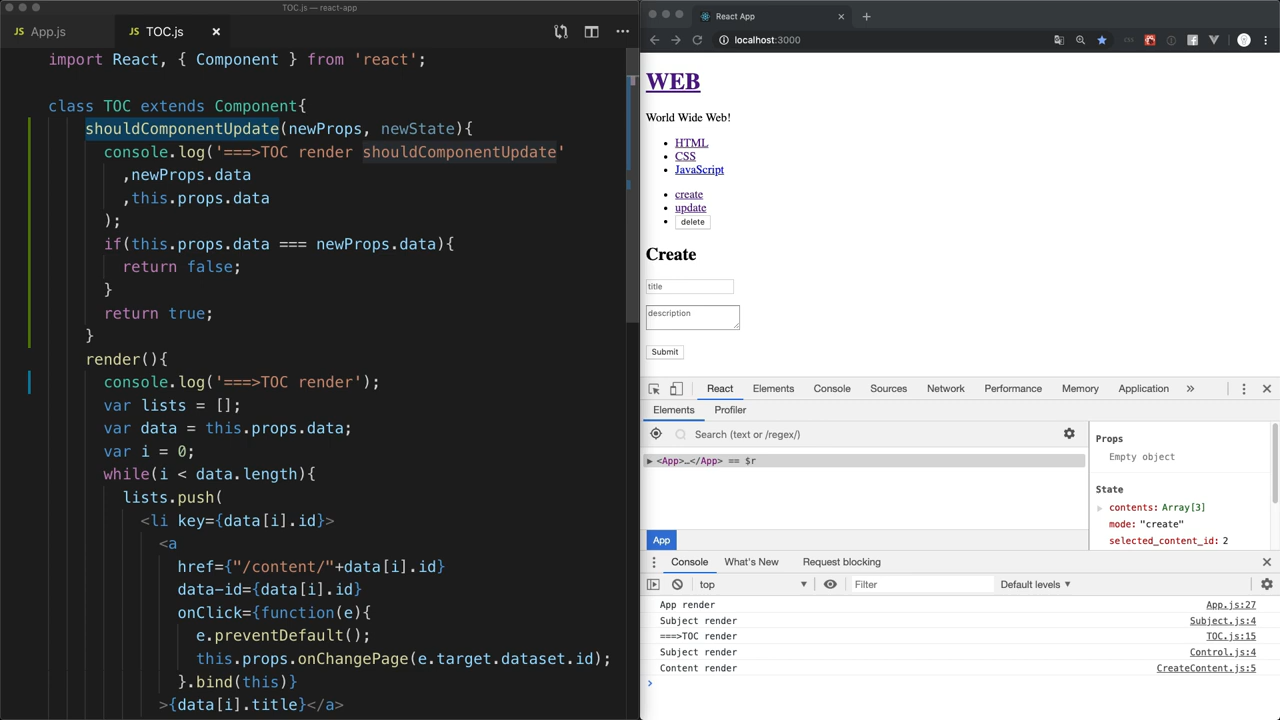 TOC.js — react-app
JS App.js
JS TOC.js ×
import React, { Component } from 'react';
class TOC extends Component{
shouldComponentUpdate(newProps, newState){
console.log('===>TOC render shouldComponentUpdate'
,newProps.data
,this.props.data
);
if(this.props.data === newProps.data){
return false;
}
return true;
}
render(){
console.log('===>TOC render');
var lists = [];
var data = this.props.data;
var i = 0;
while(i < data.length){
lists.push(
<li key={data[i].id}>
<a
href={"/content/"+data[i].id}
data-id={data[i].id}
onClick={function(e){
e.preventDefault();
this.props.onChangePage(e.target.dataset.id);
}.bind(this)}
>{data[i].title}</a>
React App
localhost:3000
WEB
World Wide Web!
HTML
CSS
JavaScript
create
update
delete
Create
title
description
Submit
React Elements Console Sources Network Performance Memory Application »
Elements Profiler
Search (text or /regex/)
<App>…</App> == $r
App
Props
Empty object
State
contents: Array[3]
mode: "create"
selected_content_id: 2
Console What's New Request blocking
top Filter Default levels
App render App.js:27
Subject render Subject.js:4
===>TOC render TOC.js:15
Subject render Control.js:4
Content render CreateContent.js:5
>